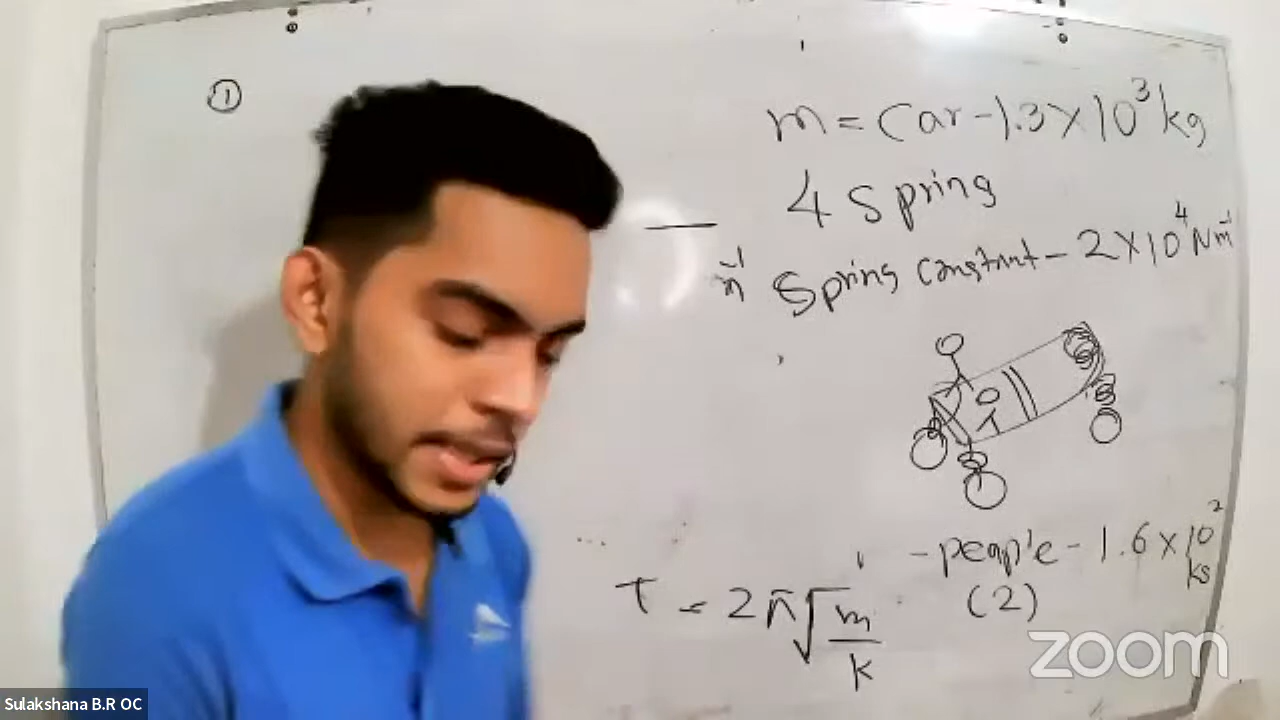 ①
m = Car - 1.3 × 10³ kg
4 Spring
m⁻¹ Spring constant - 2 × 10⁴ Nm⁻¹
- people - 1.6 × 10² kg
(2)
T = 2π√(m/k)
zoom
Sulakshana B.R OC